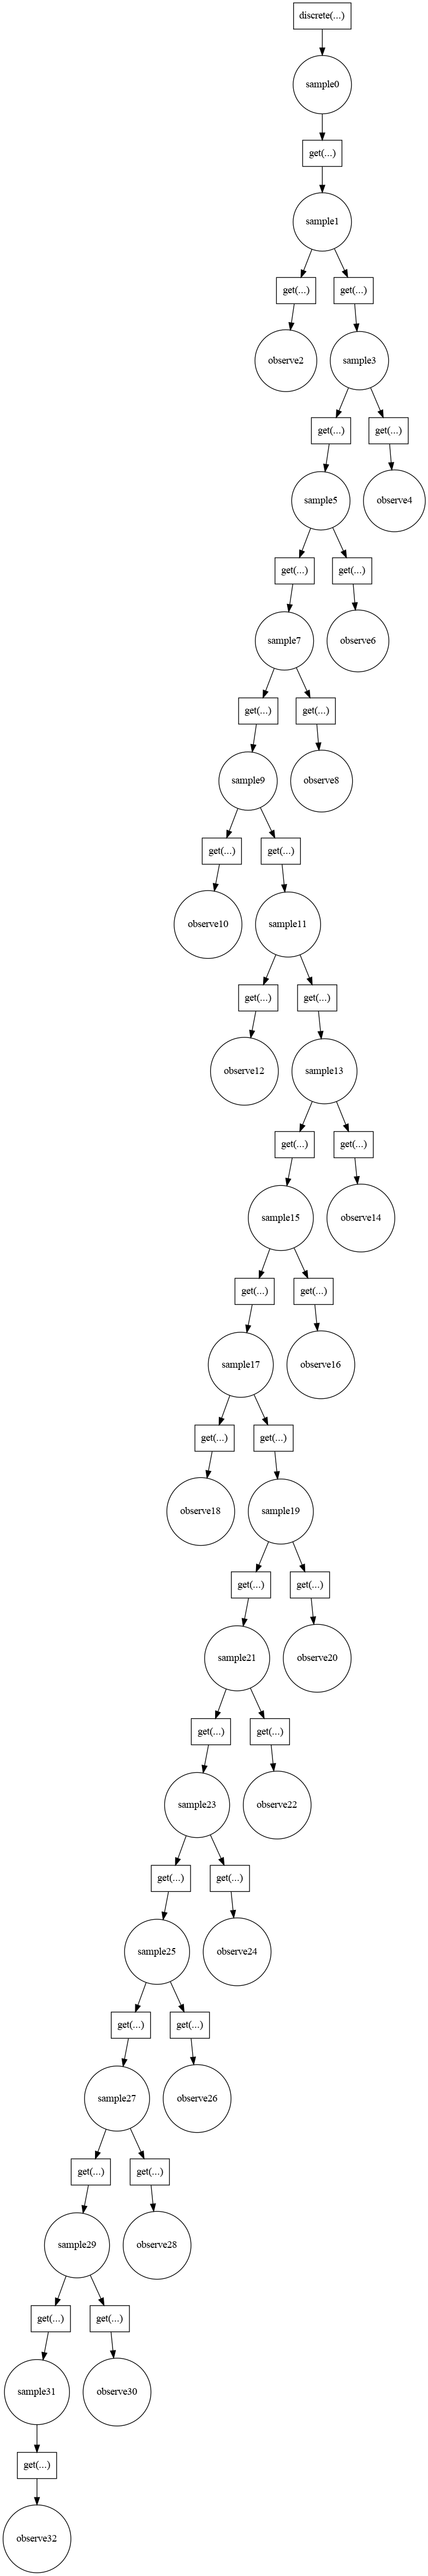 discrete(...)
sample0
get(...)
sample1
get(...) get(...)
observe2 sample3
get(...) get(...)
sample5 observe4
get(...) get(...)
sample7 observe6
get(...) get(...)
sample9 observe8
get(...) get(...)
observe10 sample11
get(...) get(...)
observe12 sample13
get(...) get(...)
sample15 observe14
get(...) get(...)
sample17 observe16
get(...) get(...)
observe18 sample19
get(...) get(...)
sample21 observe20
get(...) get(...)
sample23 observe22
get(...) get(...)
sample25 observe24
get(...) get(...)
sample27 observe26
get(...) get(...)
sample29 observe28
get(...) get(...)
sample31 observe30
get(...)
observe32